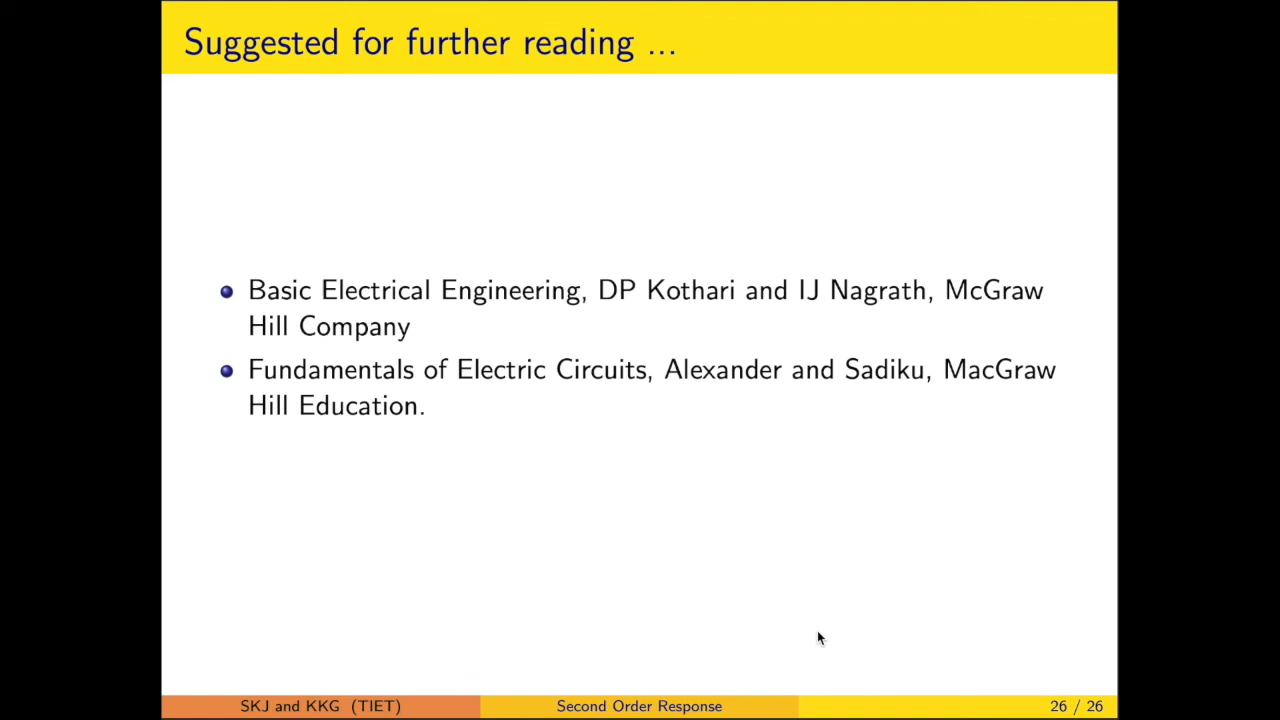 Suggested for further reading ...
Basic Electrical Engineering, DP Kothari and IJ Nagrath, McGraw
Hill Company
Fundamentals of Electric Circuits, Alexander and Sadiku, MacGraw
Hill Education.
SKJ and KKG (TIET)
Second Order Response
26 / 26